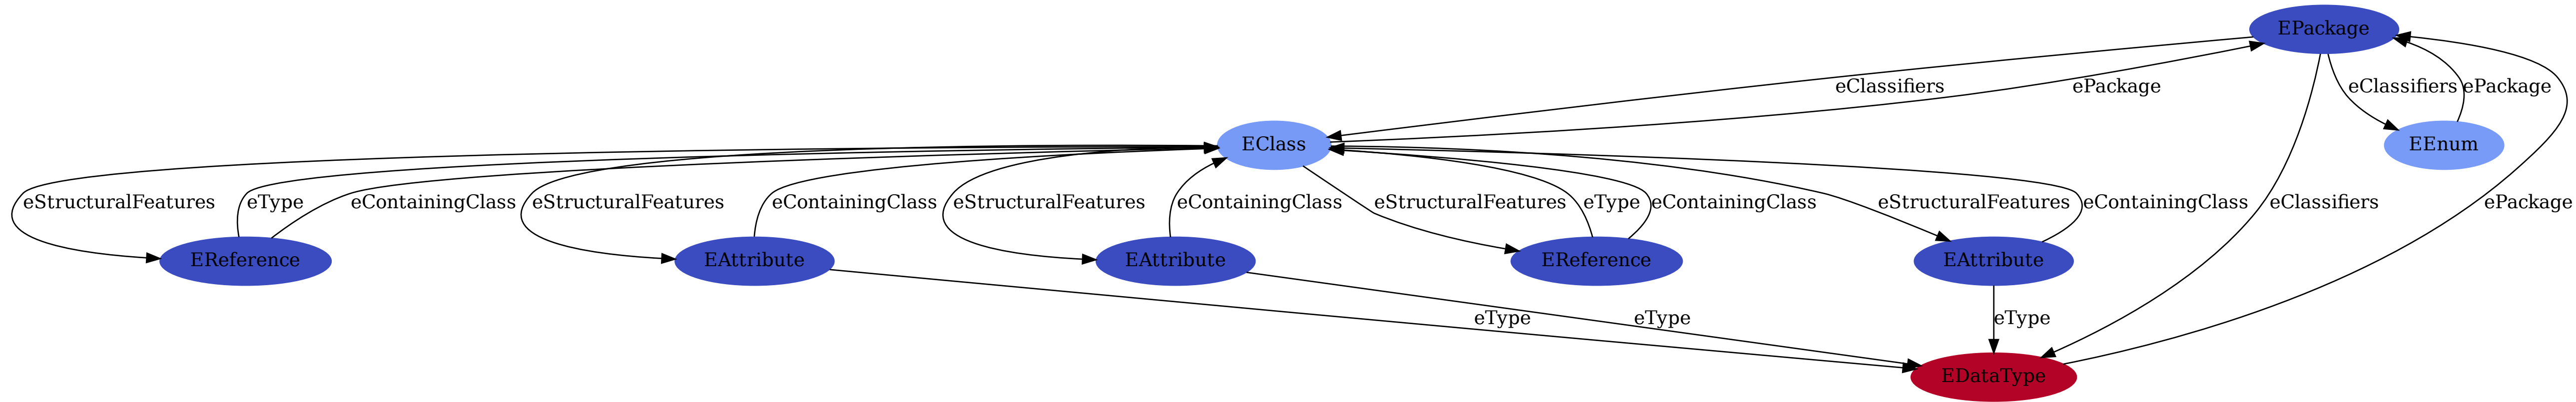 EPackage
eClassifiers
ePackage
eClassifiers
ePackage
EClass
EEnum
eStructuralFeatures
eType
eContainingClass
eStructuralFeatures
eContainingClass
eStructuralFeatures
eContainingClass
eStructuralFeatures
eType
eContainingClass
eStructuralFeatures
eContainingClass
eClassifiers
ePackage
EReference
EAttribute
EAttribute
EReference
EAttribute
eType
eType
eType
EDataType